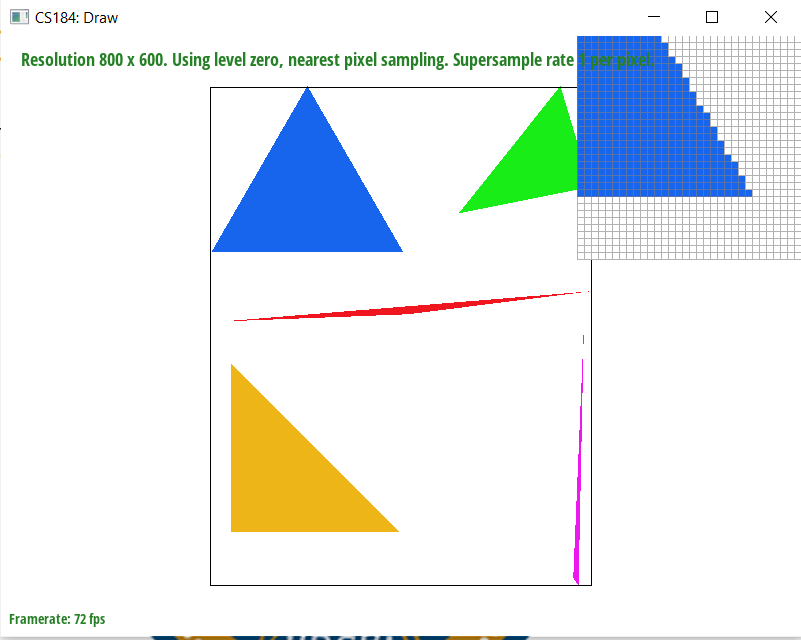 CS184: Draw
Resolution 800 x 600. Using level zero, nearest pixel sampling. Supersample rate 1 per pixel.
Framerate: 72 fps